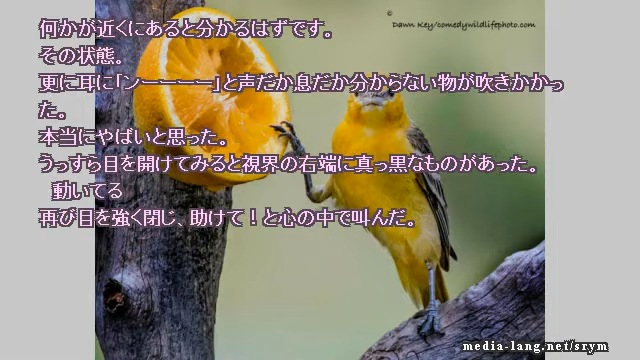 © Dawn Key/comedywildlifephoto.com
何かが近くにあると分かるはずです。
その状態。
更に耳に「ンーーーー」と声だか息だか分からない物が吹きかかっ
た。
本当にやばいと思った。
うっすら目を開けてみると視界の右端に真っ黒なものがあった。
動いてる
再び目を強く閉じ、助けて！と心の中で叫んだ。
media-lang.net/srym